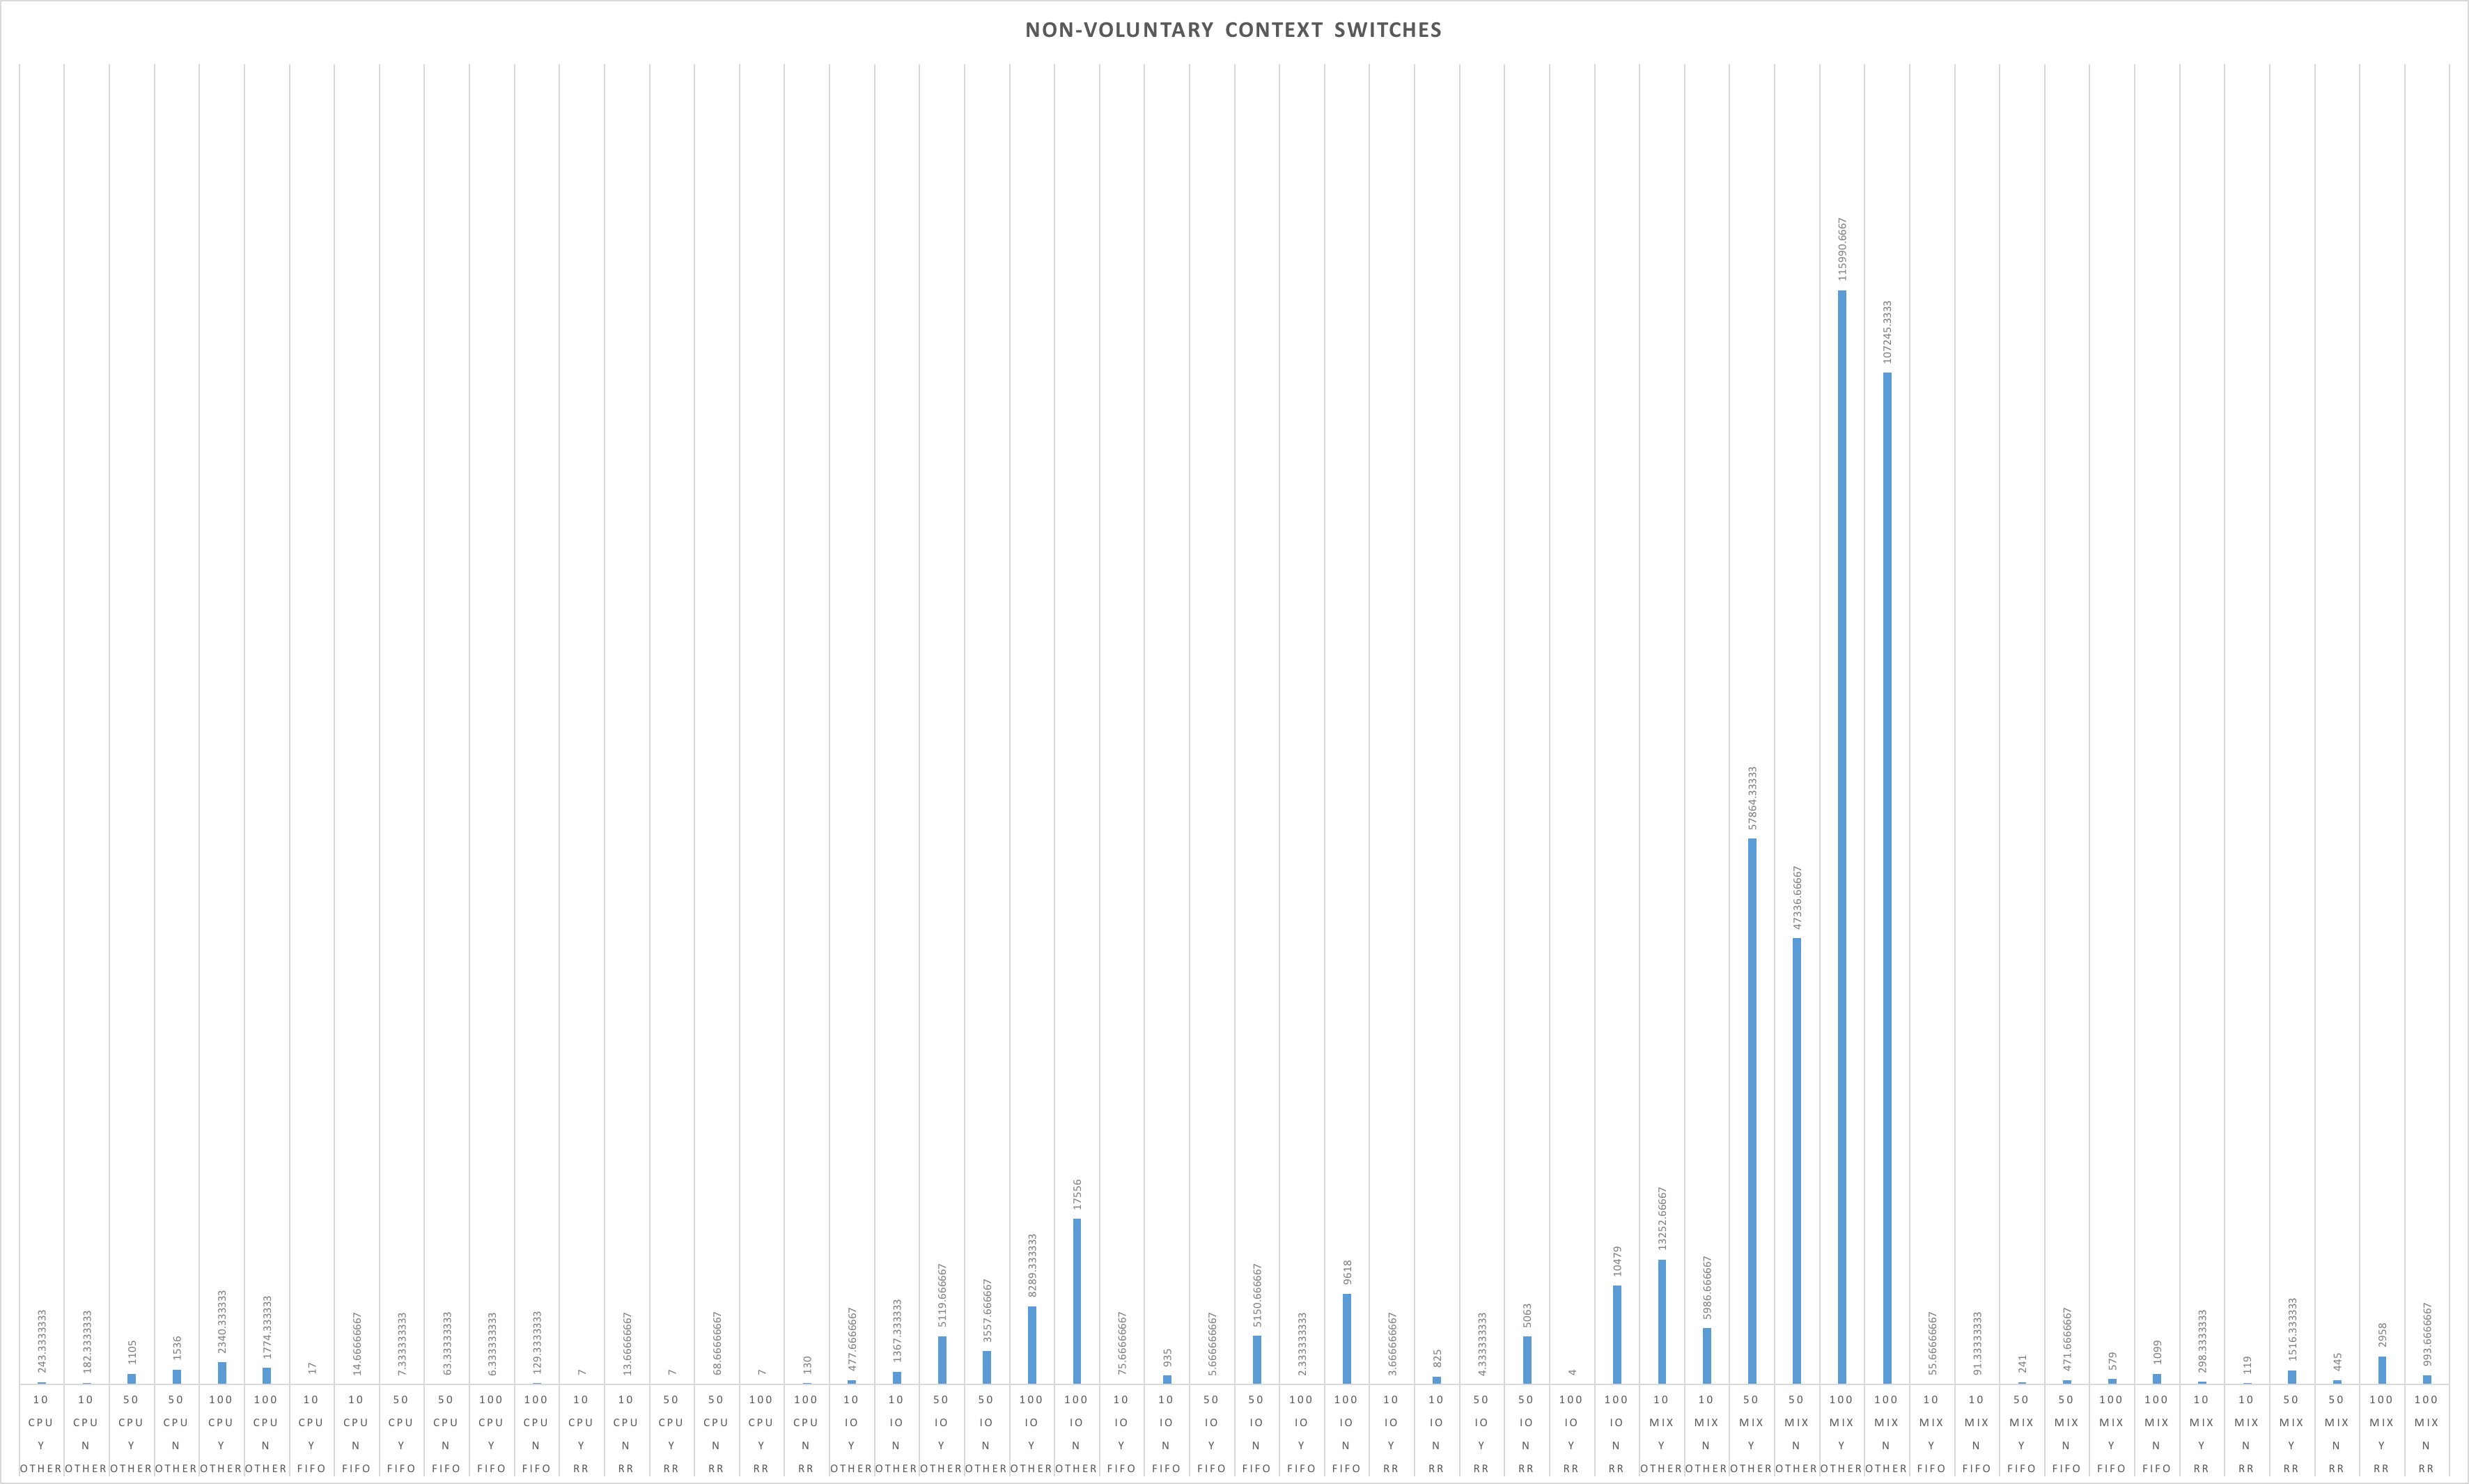 NON-VOLUNTARY CONTEXT SWITCHES
243.3333333 182.3333333 1105 1536 2340.333333 1774.333333 17 14.66666667 7.333333333 63.33333333 6.333333333 129.3333333 7 13.66666667 7 68.66666667 7 130 477.6666667 1367.333333 5119.666667 3557.666667 8289.333333 17556 75.66666667 935 5.666666667 5150.666667 2.333333333 9618 3.666666667 825 4.333333333 5063 4 10479 13252.66667 5986.666667 57864.33333 47336.66667 115990.6667 107245.3333 55.66666667 91.33333333 241 471.6666667 579 1099 298.3333333 119 1516.333333 445 2958 993.6666667
10 10 50 50 100 100 10 10 50 50 100 100 10 10 50 50 100 100 10 10 50 50 100 100 10 10 50 50 100 100 10 10 50 50 100 100 10 10 50 50 100 100 10 10 50 50 100 100 10 10 50 50 100 100
CPU CPU CPU CPU CPU CPU CPU CPU CPU CPU CPU CPU CPU CPU CPU CPU CPU CPU IO IO IO IO IO IO IO IO IO IO IO IO IO IO IO IO IO IO MIX MIX MIX MIX MIX MIX MIX MIX MIX MIX MIX MIX MIX MIX MIX MIX MIX MIX
Y N Y N Y N Y N Y N Y N Y N Y N Y N Y N Y N Y N Y N Y N Y N Y N Y N Y N Y N Y N Y N Y N Y N Y N Y N Y N Y N
OTHER OTHER OTHER OTHER OTHER OTHER FIFO FIFO FIFO FIFO FIFO FIFO RR RR RR RR RR RR OTHER OTHER OTHER OTHER OTHER OTHER FIFO FIFO FIFO FIFO FIFO FIFO RR RR RR RR RR RR OTHER OTHER OTHER OTHER OTHER OTHER FIFO FIFO FIFO FIFO FIFO FIFO RR RR RR RR RR RR